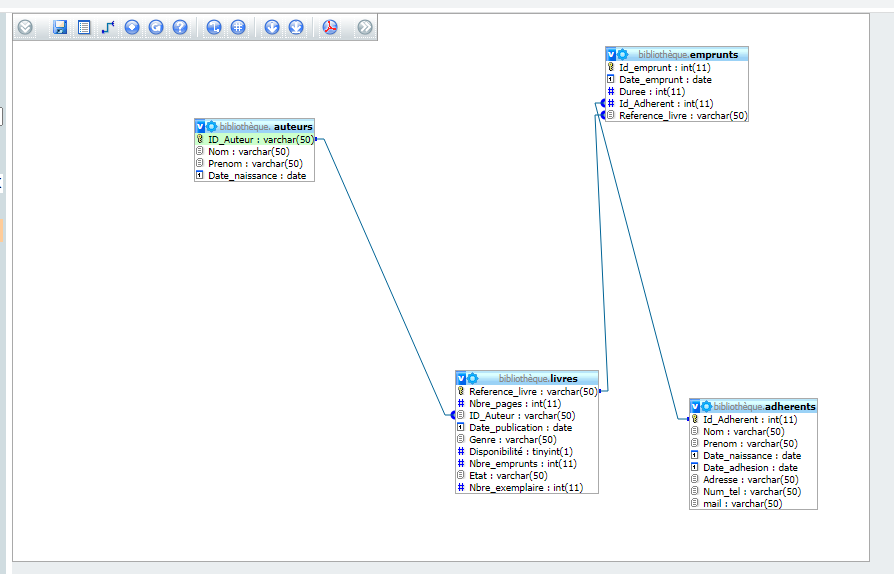 bibliothèque.emprunts
Id_emprunt : int(11)
Date_emprunt : date
Duree : int(11)
Id_Adherent : int(11)
Reference_livre : varchar(50)
bibliothèque. auteurs
ID_Auteur : varchar(50)
Nom : varchar(50)
Prenom : varchar(50)
Date_naissance : date
bibliothèque.livres
Reference_livre : varchar(50)
Nbre_pages : int(11)
ID_Auteur : varchar(50)
Date_publication : date
Genre : varchar(50)
Disponibilité : tinyint(1)
Nbre_emprunts : int(11)
Etat : varchar(50)
Nbre_exemplaire : int(11)
bibliothèque.adherents
Id_Adherent : int(11)
Nom : varchar(50)
Prenom : varchar(50)
Date_naissance : date
Date_adhesion : date
Adresse : varchar(50)
Num_tel : varchar(50)
mail : varchar(50)